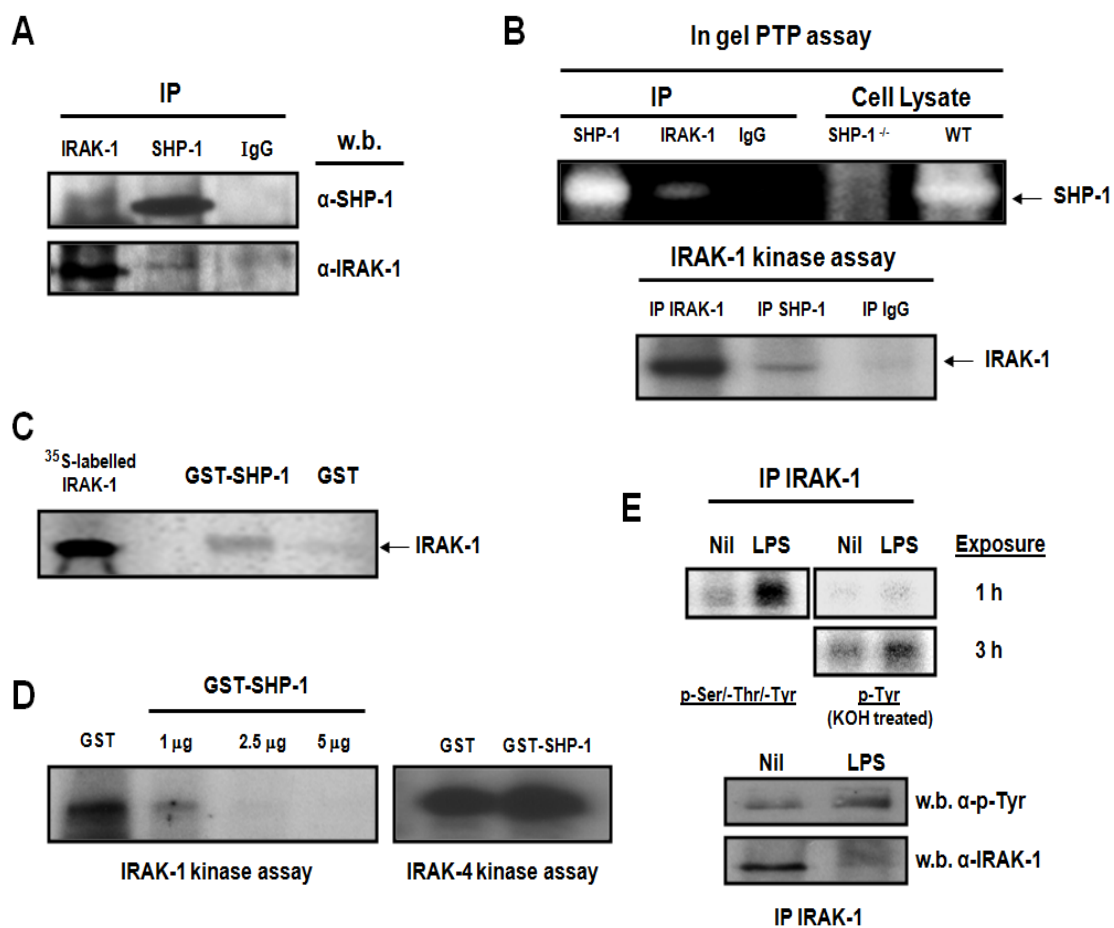 A
IP
IRAK-1 SHP-1 IgG w.b.
α-SHP-1
α-IRAK-1
B
In gel PTP assay
IP Cell Lysate
SHP-1 IRAK-1 IgG SHP-1 -/- WT
SHP-1
IRAK-1 kinase assay
IP IRAK-1 IP SHP-1 IP IgG
IRAK-1
C
35S-labelled
IRAK-1 GST-SHP-1 GST
IRAK-1
D
GST-SHP-1
GST 1 µg 2.5 µg 5 µg
IRAK-1 kinase assay
GST GST-SHP-1
IRAK-4 kinase assay
E
IP IRAK-1
Nil LPS Nil LPS Exposure
1 h
3 h
p-Ser/-Thr/-Tyr p-Tyr
(KOH treated)
Nil LPS
w.b. α-p-Tyr
w.b. α-IRAK-1
IP IRAK-1